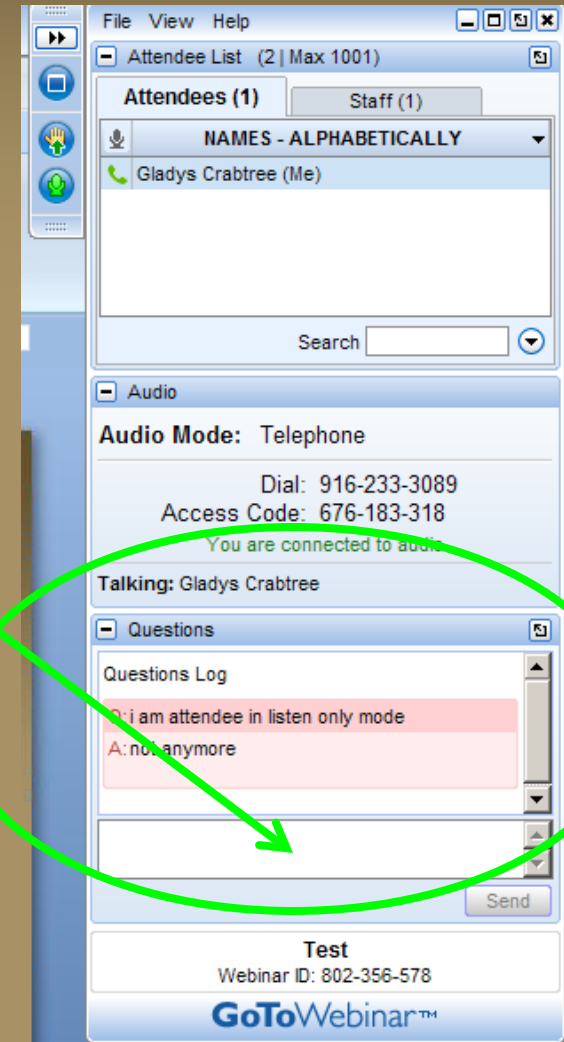 File View Help
Attendee List (2 | Max 1001)
Attendees (1) Staff (1)
NAMES - ALPHABETICALLY
Gladys Crabtree (Me)
Search
Audio
Audio Mode: Telephone
Dial: 916-233-3089
Access Code: 676-183-318
You are connected to audio
Talking: Gladys Crabtree
Questions
Questions Log
Q: i am attendee in listen only mode
A: not anymore
Send
Test
Webinar ID: 802-356-578
GoToWebinar™